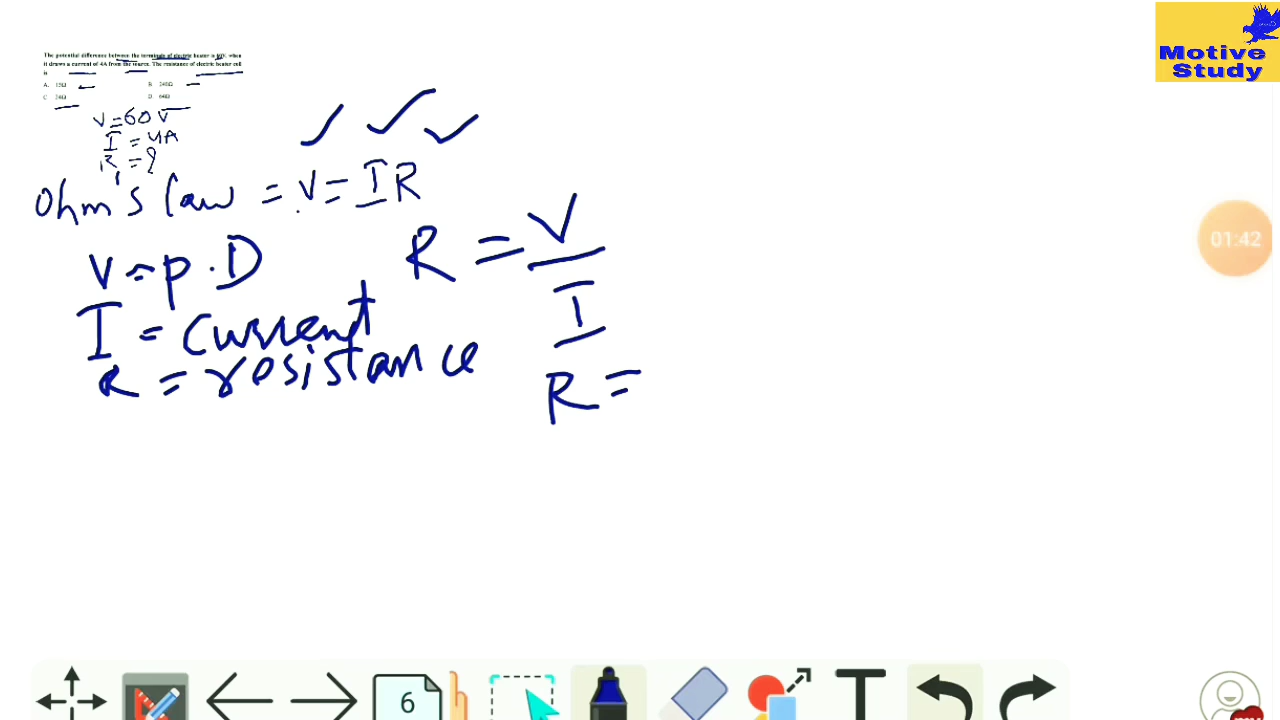 Motive
Study
The potential difference between the terminals of electric heater is 60V when
it draws a current of 4A from the source. The resistance of electric heater coil
is
A. 15Ω B. 240Ω
C. D.
V=60 V
I = 4A
R = ?
Ohm's law = V = IR
V = P.D
I = Current
R = resistance
R = V
I
R =
01:42
6
T